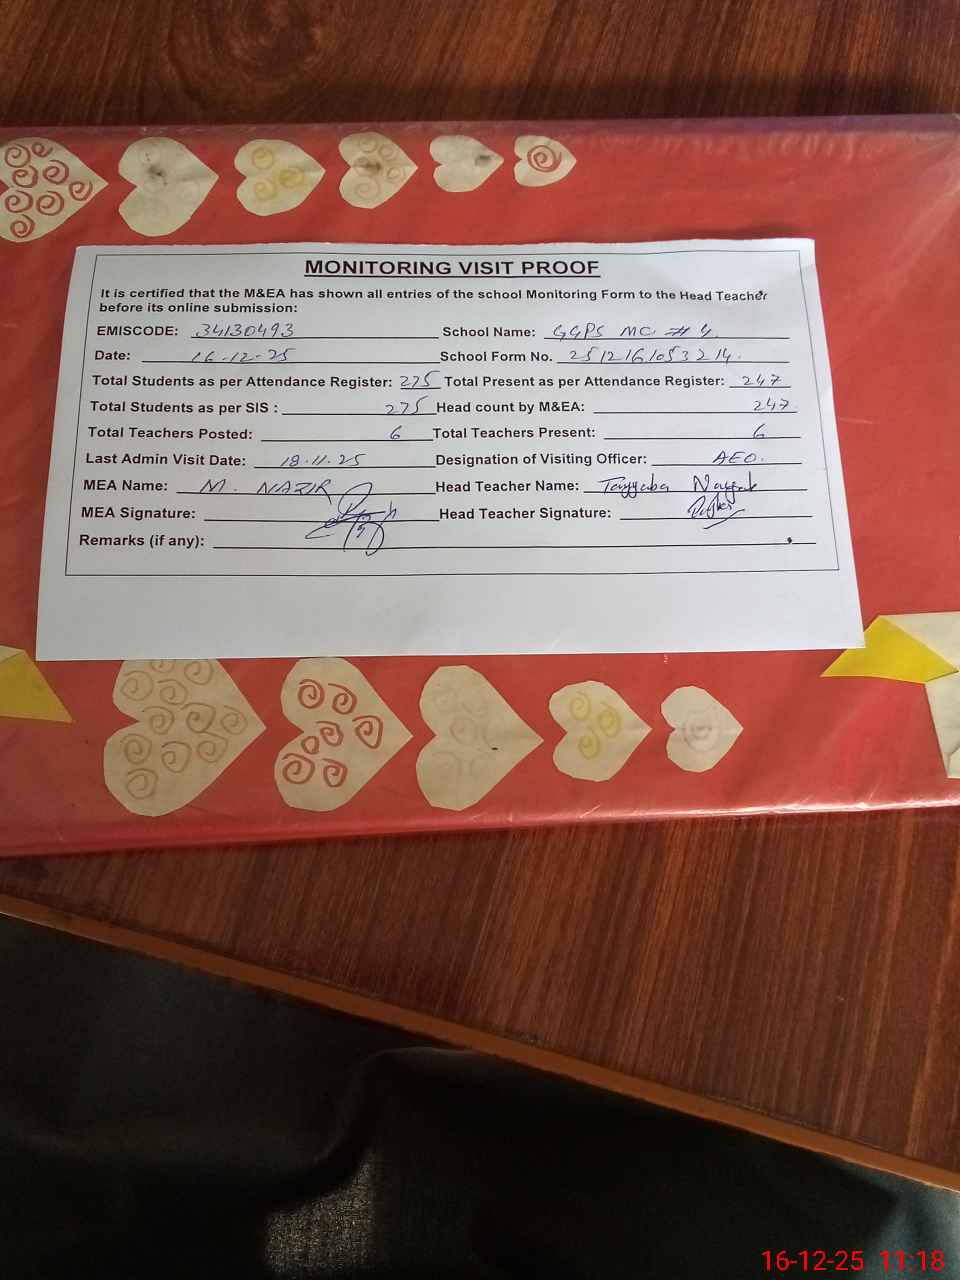 MONITORING VISIT PROOF
It is certified that the M&EA has shown all entries of the school Monitoring Form to the Head Teacher
before its online submission:
EMISCODE: 34130493 School Name: GGPS MC # 4.
Date: 16-12-25 School Form No. 2512161053214.
Total Students as per Attendance Register: 275 Total Present as per Attendance Register: 247
Total Students as per SIS : 275 Head count by M&EA: 247
Total Teachers Posted: 6 Total Teachers Present: 6
Last Admin Visit Date: 18.11.25 Designation of Visiting Officer: AEO.
MEA Name: M. NAZIR Head Teacher Name: Tayyaba
MEA Signature: Head Teacher Signature:
Remarks (if any):
16-12-25 11:18